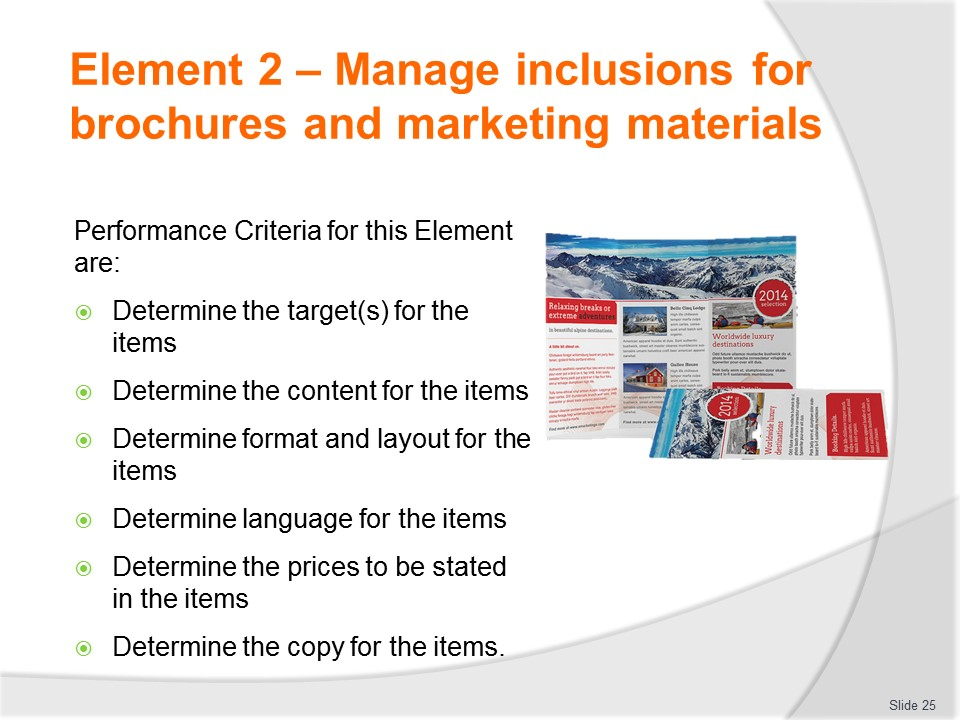 Element 2 – Manage inclusions for
brochures and marketing materials
Performance Criteria for this Element
are:
Determine the target(s) for the
items
Determine the content for the items
Determine format and layout for the
items
Determine language for the items
Determine the prices to be stated
in the items
Determine the copy for the items.
Relaxing breaks or
extreme adventures
in beautiful alpine destinations.
A little bit about us.
2014
selection
Worldwide luxury
destinations
2014
Worldwide luxury
destinations
Booking Details.
Slide 25